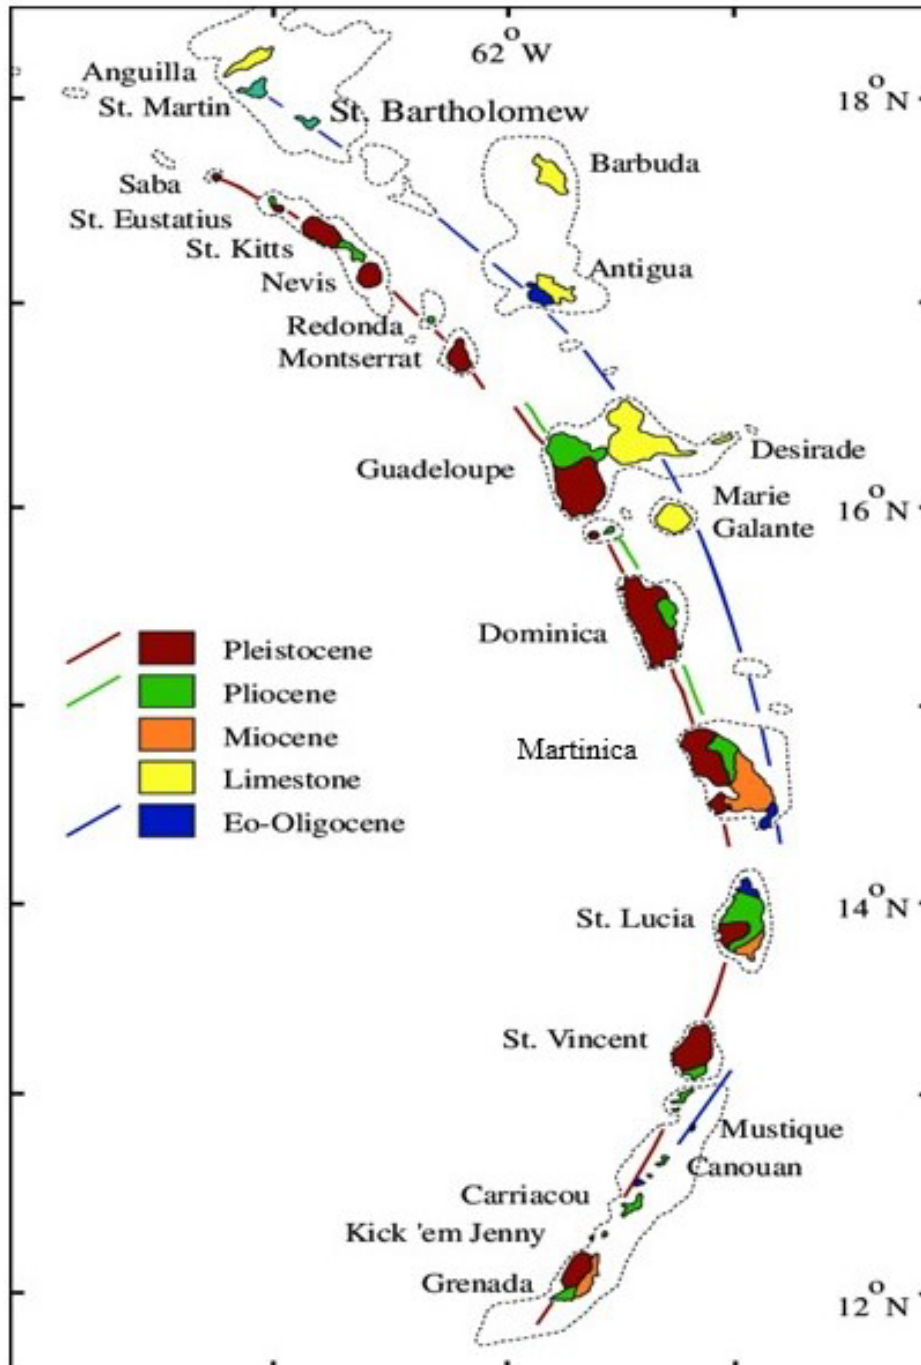 62°W
Anguilla
18°N
St. Martin
St. Bartholomew
Barbuda
Saba
St. Eustatius
St. Kitts
Antigua
Nevis
Redonda
Montserrat
Desirade
Guadeloupe
Marie
Galante
16°N
Dominica
Pleistocene
Pliocene
Miocene
Limestone
Eo-Oligocene
Martinica
14°N
St. Lucia
St. Vincent
Mustique
Canouan
Carriacou
Kick 'em Jenny
Grenada
12°N